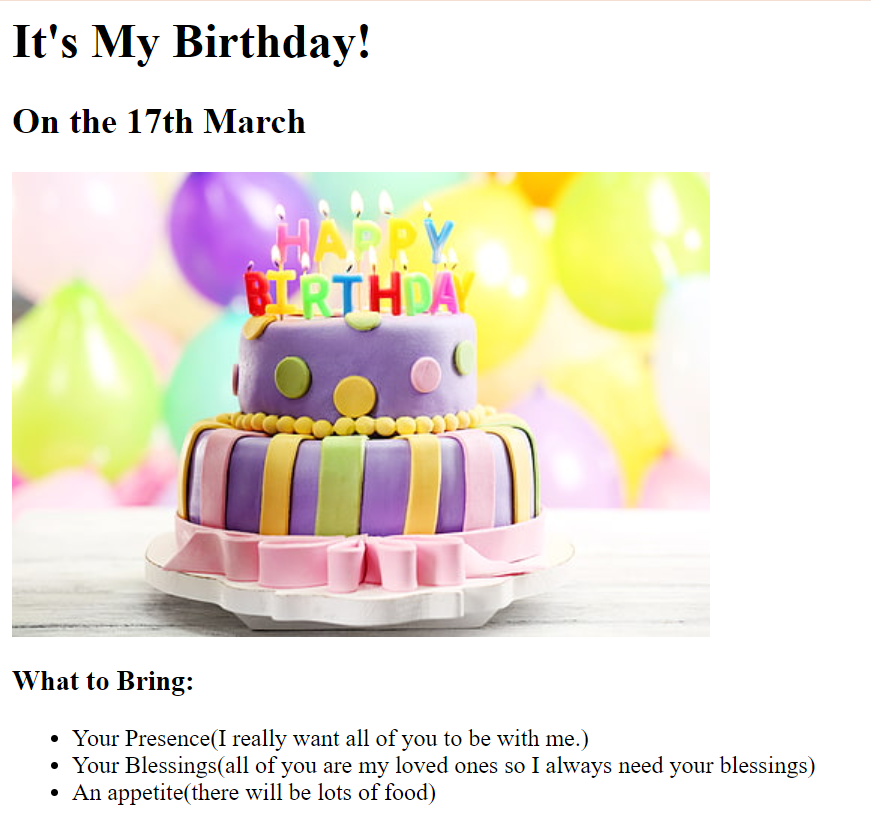 It's My Birthday!
On the 17th March
HAPPY
BIRTHDAY
What to Bring:
Your Presence(I really want all of you to be with me.)
Your Blessings(all of you are my loved ones so I always need your blessings)
An appetite(there will be lots of food)